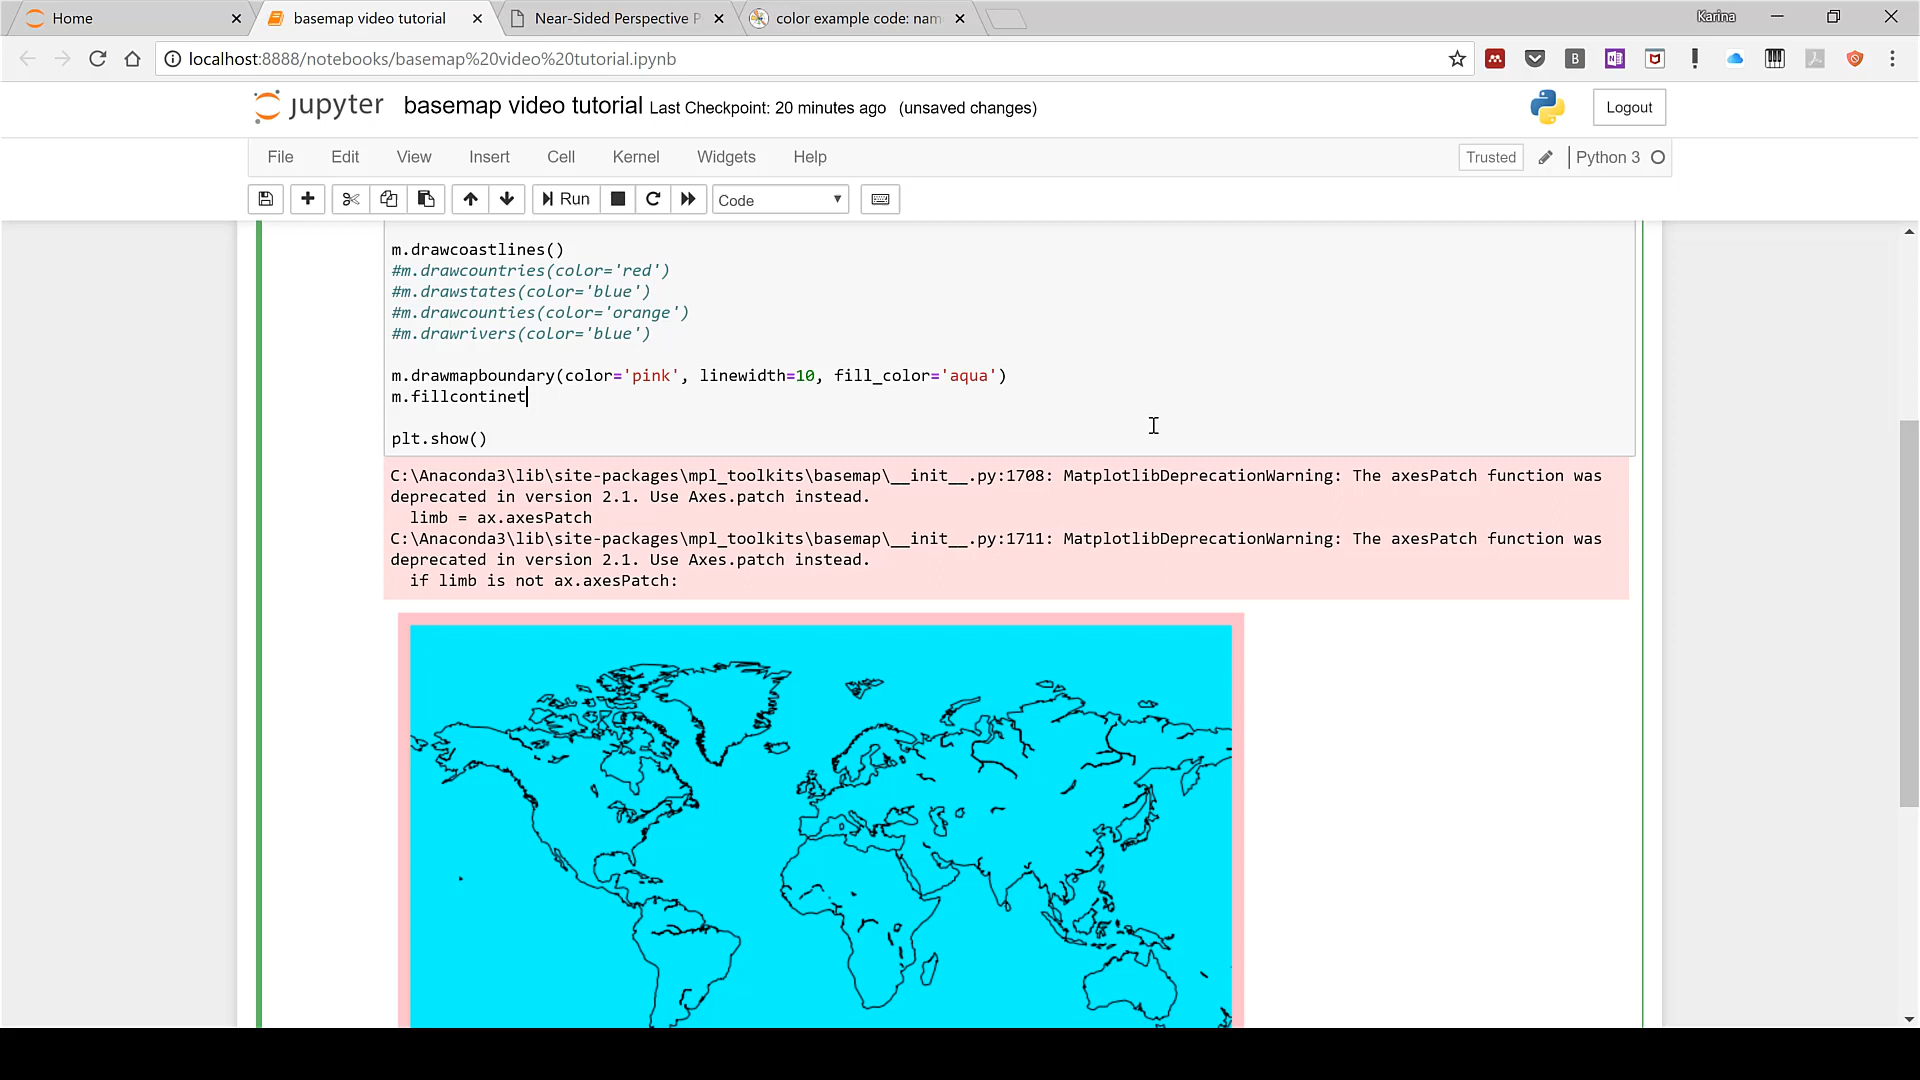 Home
basemap video tutorial
Near-Sided Perspective P
color example code: nam
Karina
localhost:8888/notebooks/basemap%20video%20tutorial.ipynb
jupyter basemap video tutorial Last Checkpoint: 20 minutes ago (unsaved changes)
Logout
File Edit View Insert Cell Kernel Widgets Help
Trusted Python 3
Run Code
m.drawcoastlines()
#m.drawcountries(color='red')
#m.drawstates(color='blue')
#m.drawcounties(color='orange')
#m.drawrivers(color='blue')
m.drawmapboundary(color='pink', linewidth=10, fill_color='aqua')
m.fillcontinet
plt.show()
C:\Anaconda3\lib\site-packages\mpl_toolkits\basemap\__init__.py:1708: MatplotlibDeprecationWarning: The axesPatch function was
deprecated in version 2.1. Use Axes.patch instead.
limb = ax.axesPatch
C:\Anaconda3\lib\site-packages\mpl_toolkits\basemap\__init__.py:1711: MatplotlibDeprecationWarning: The axesPatch function was
deprecated in version 2.1. Use Axes.patch instead.
if limb is not ax.axesPatch: